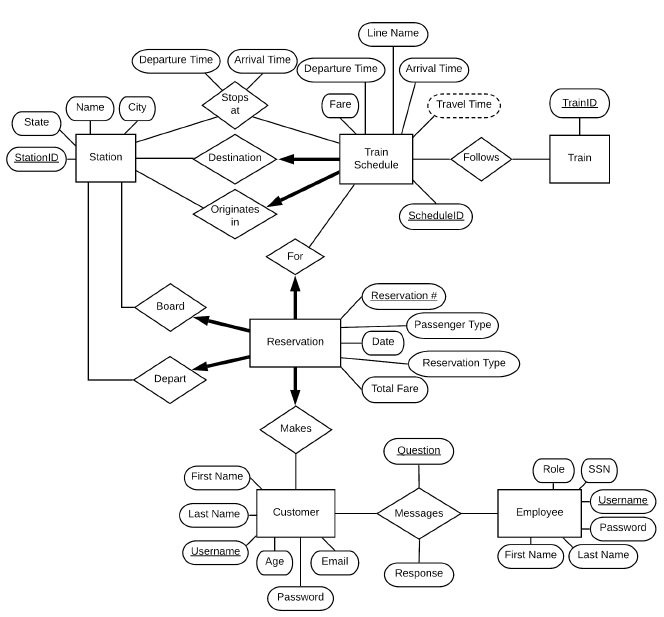 Line Name
Departure Time
Arrival Time
Departure Time
Arrival Time
Stops
at
Fare
Travel Time
TrainID
Name
City
State
StationID
Station
Destination
Train
Schedule
Follows
Train
Originates
in
ScheduleID
For
Reservation #
Board
Passenger Type
Reservation
Date
Reservation Type
Depart
Total Fare
Makes
Question
First Name
Role
SSN
Last Name
Customer
Messages
Employee
Username
Username
Password
Age
Email
First Name
Last Name
Response
Password